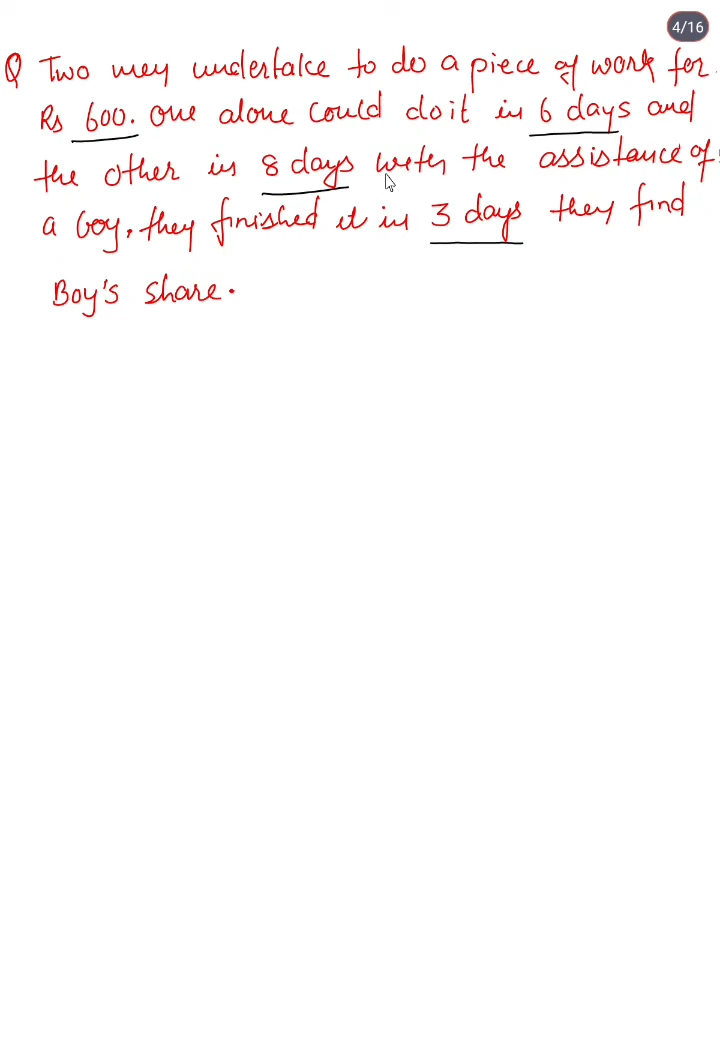 4/16
Q Two men undertake to do a piece of work for
Rs 600. One alone could do it in 6 days and
the other in 8 days with the assistance of
a boy, they finished it in 3 days they find
Boy's share.